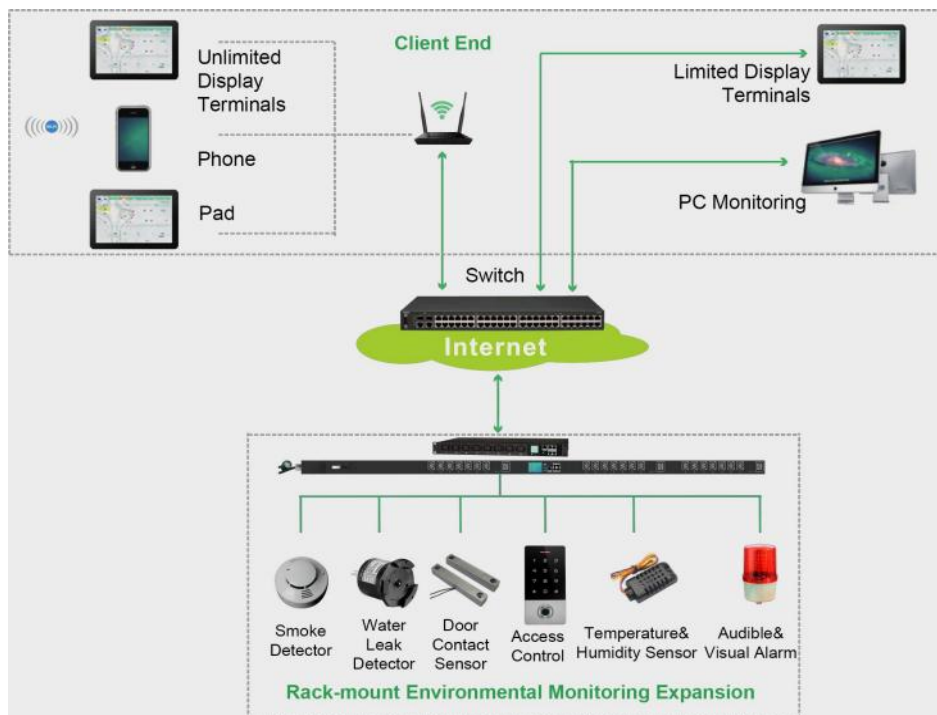 Client End
Unlimited
Display
Terminals
Limited Display
Terminals
Phone
Pad
PC Monitoring
Switch
Internet
Smoke
Detector
Water
Leak
Detector
Door
Contact
Sensor
Access
Control
Temperature&
Humidity Sensor
Audible&
Visual Alarm
Rack-mount Environmental Monitoring Expansion